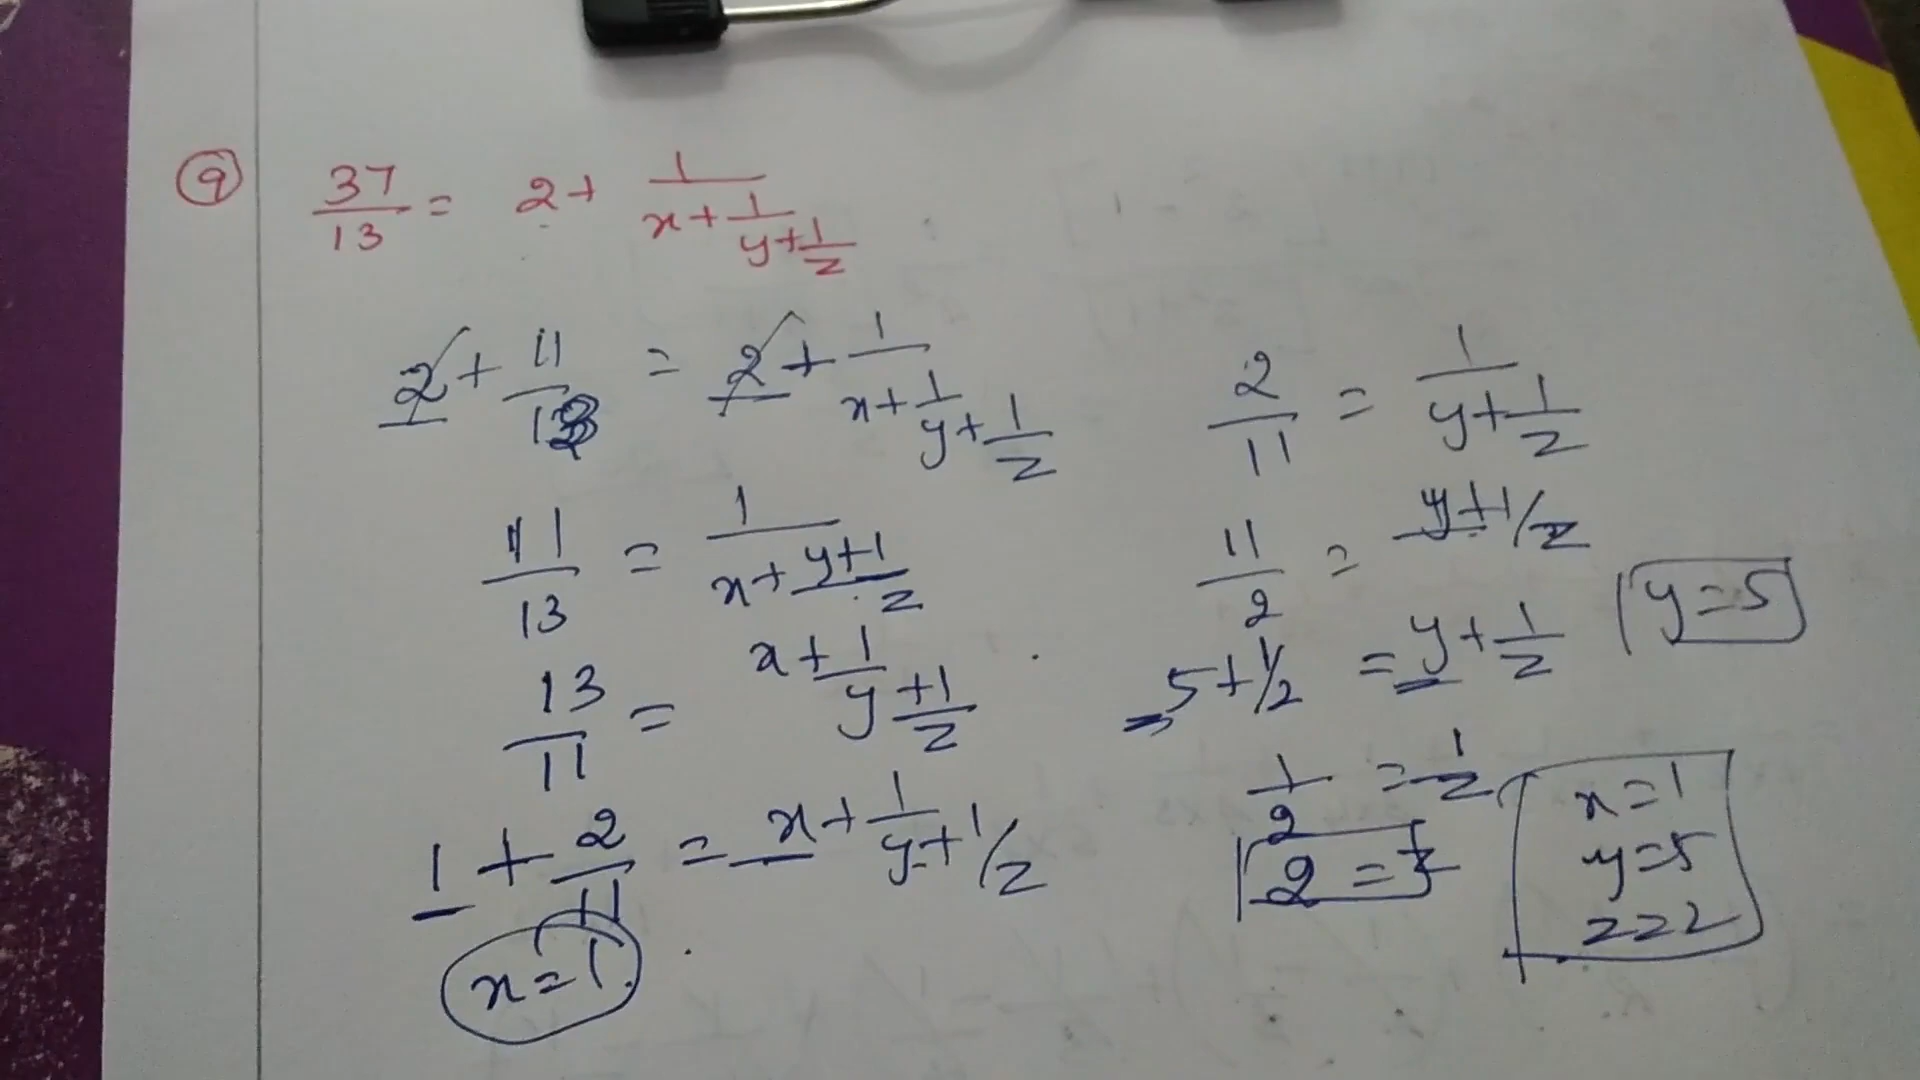 9 37/13 = 2 + 1/(x + 1/(y + 1/z))
2 + 11/13 = 2 + 1/(x + 1/(y + 1/z))
11/13 = 1/(x + (y+1)/z)
13/11 = x + 1/(y + 1/z)
1 + 2/11 = x + 1/(y + 1/z)
x = 1
2/11 = 1/(y + 1/z)
11/2 = y + 1/z
5 + 1/2 = y + 1/z
y = 5
1/2 = 1/z
2 = z
x = 1
y = 5
z = 2